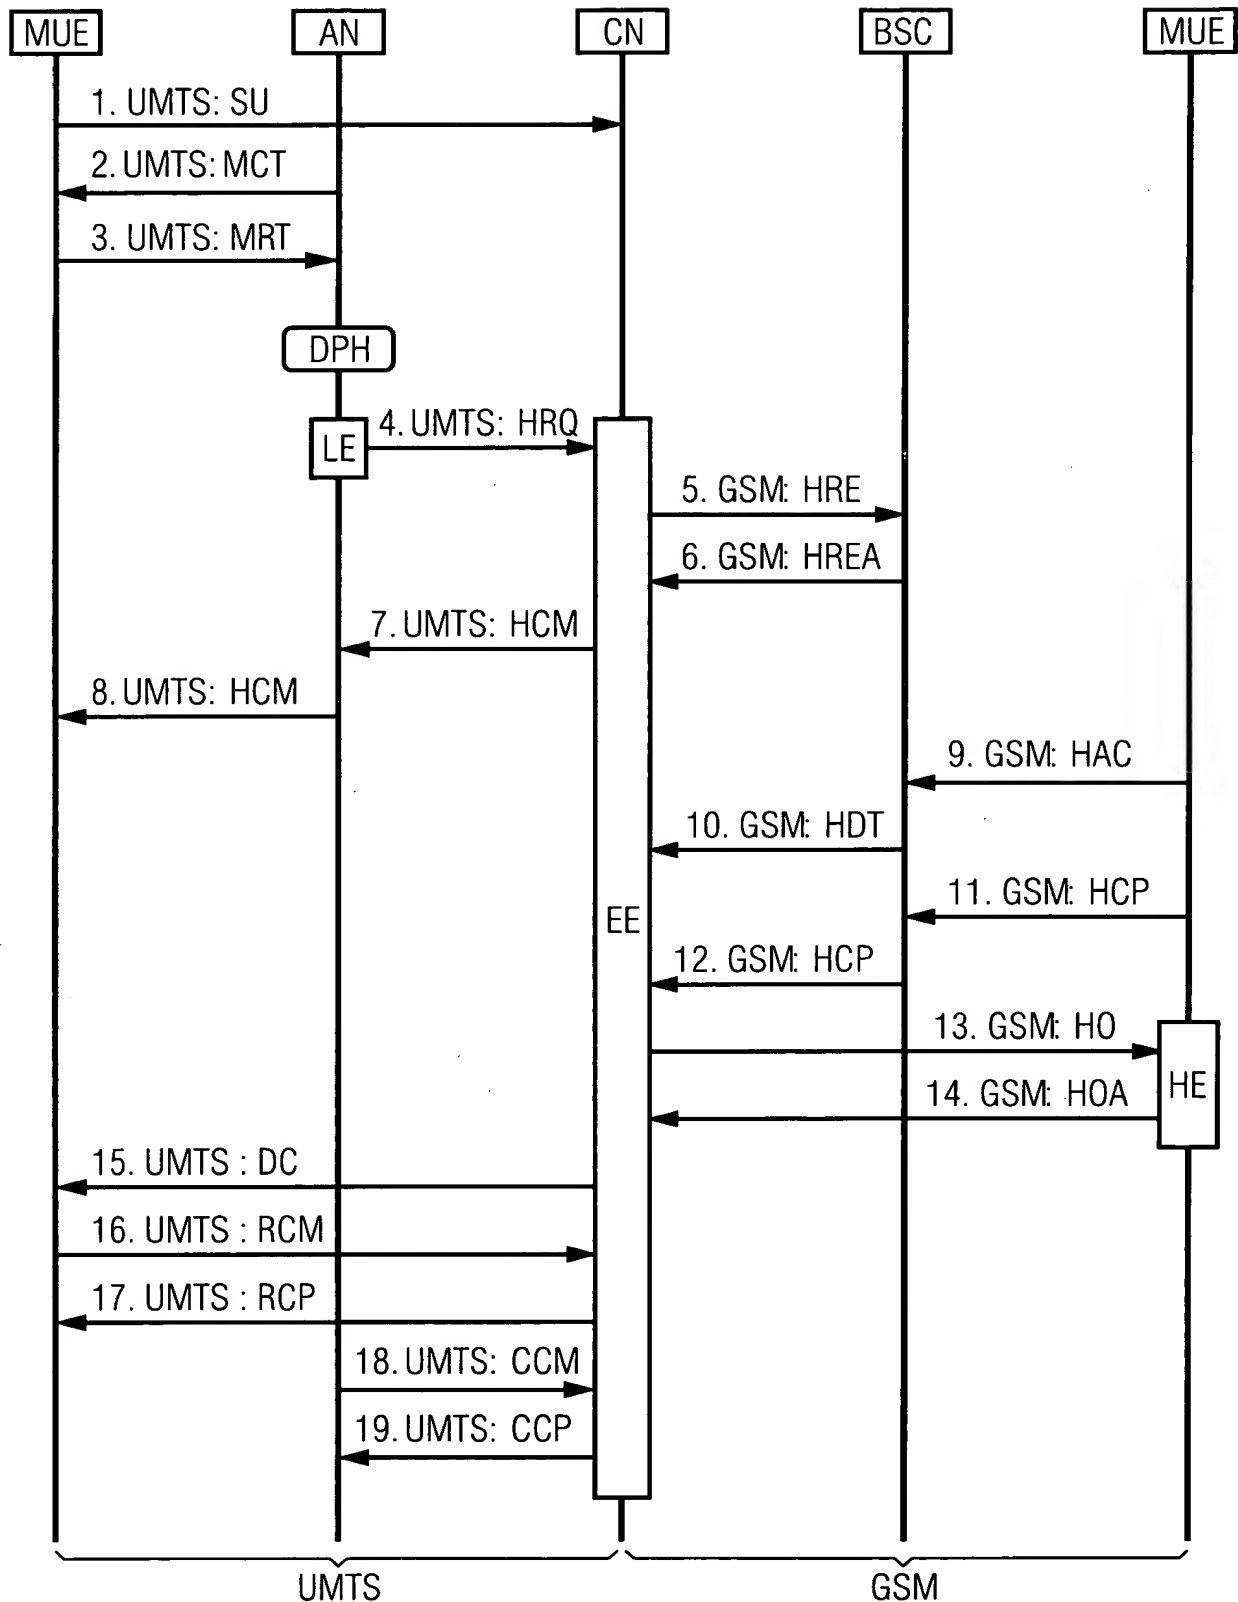 MUE AN CN BSC MUE
1. UMTS: SU
2. UMTS: MCT
3. UMTS: MRT
DPH
LE
4. UMTS: HRQ
5. GSM: HRE
6. GSM: HREA
7. UMTS: HCM
8. UMTS: HCM
9. GSM: HAC
10. GSM: HDT
11. GSM: HCP
EE
12. GSM: HCP
13. GSM: HO
HE
14. GSM: HOA
15. UMTS : DC
16. UMTS : RCM
17. UMTS : RCP
18. UMTS: CCM
19. UMTS: CCP
UMTS GSM